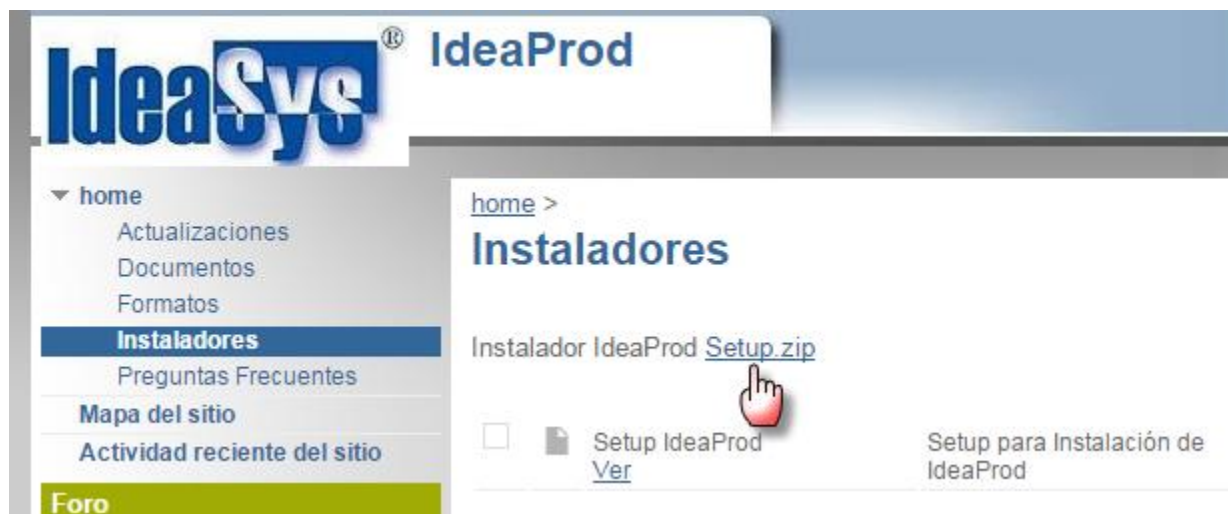 IdeaSys®
IdeaProd
home
Actualizaciones
Documentos
Formatos
Instaladores
Preguntas Frecuentes
Mapa del sitio
Actividad reciente del sitio
Foro
home >
Instaladores
Instalador IdeaProd Setup.zip
Setup IdeaProd
Ver
Setup para Instalación de
IdeaProd